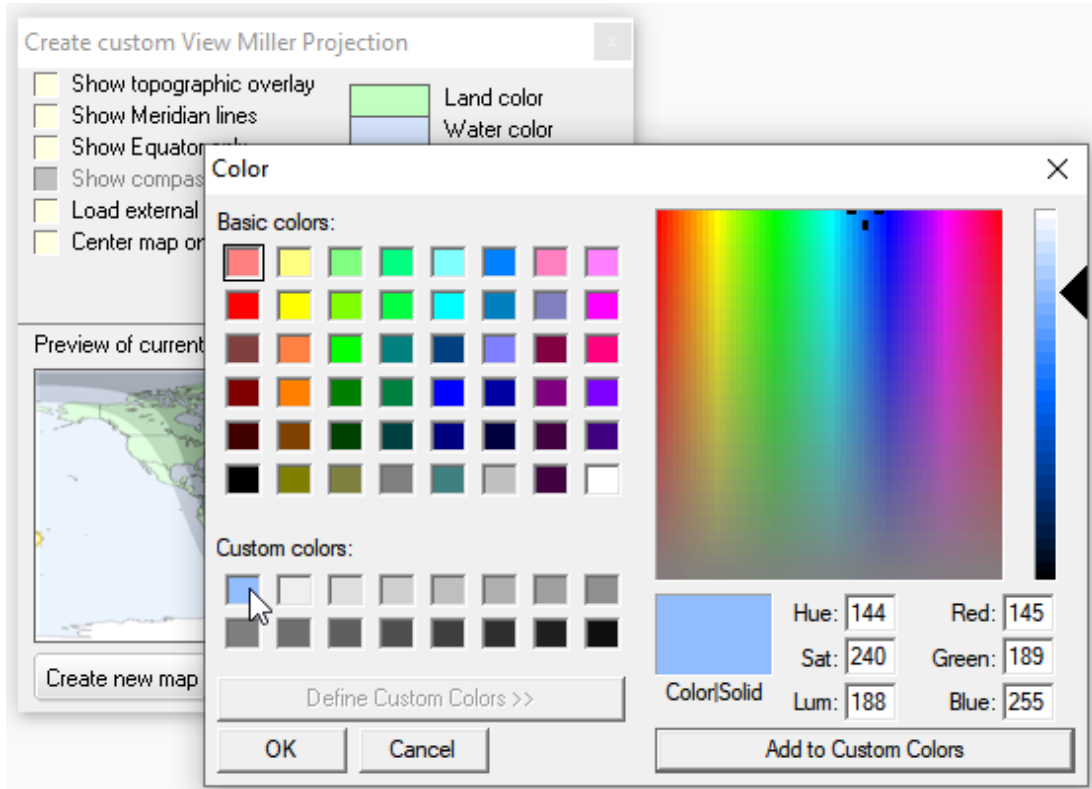 Create custom View Miller Projection
x
Show topographic overlay
Show Meridian lines
Show Equator only
Show compas
Load external
Center map or
Land color
Water color
Preview of current
Create new map
Color
Basic colors:
Custom colors:
Define Custom Colors >>
OK
Cancel
Color|Solid
Hue: 144
Sat: 240
Lum: 188
Red: 145
Green: 189
Blue: 255
Add to Custom Colors